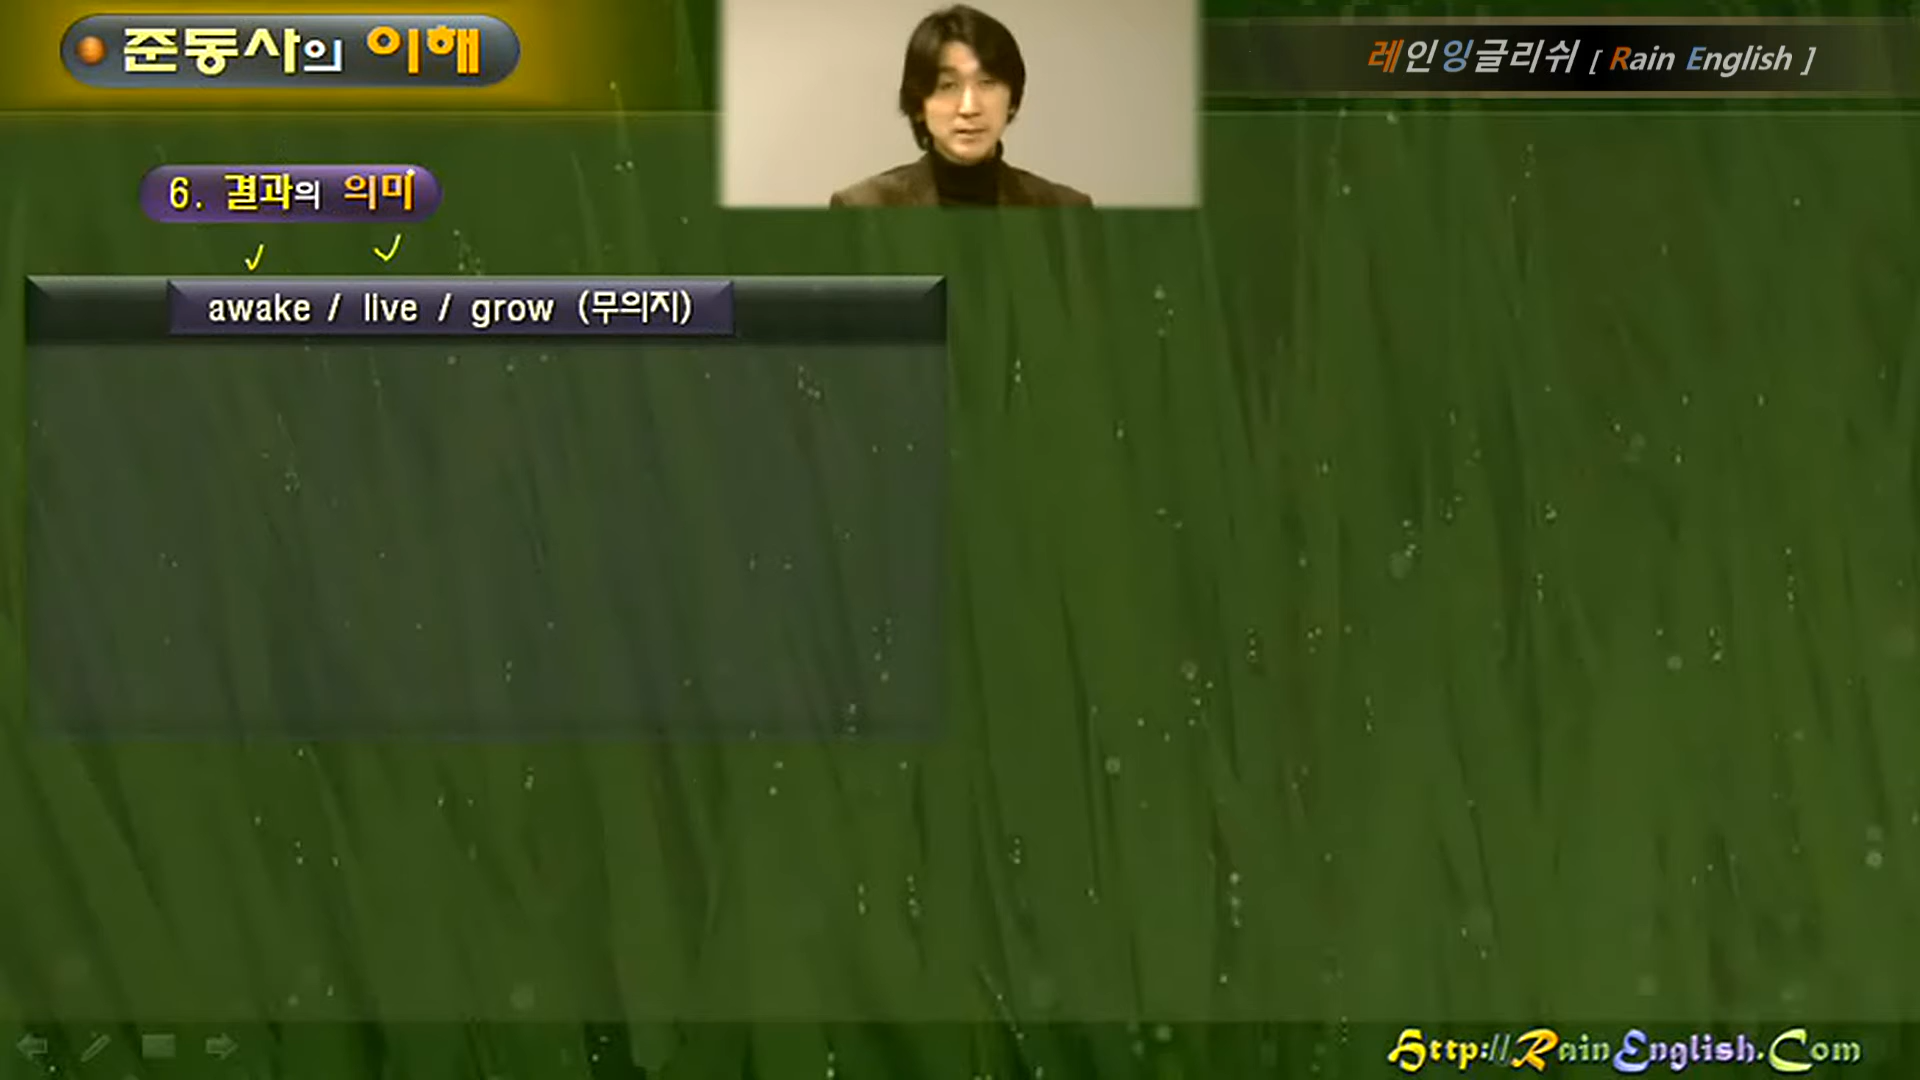 준동사의 이해
레인잉글리쉬 [ Rain English ]
6. 결과의 의미
awake / live / grow (무의지)
Http://RainEnglish.Com